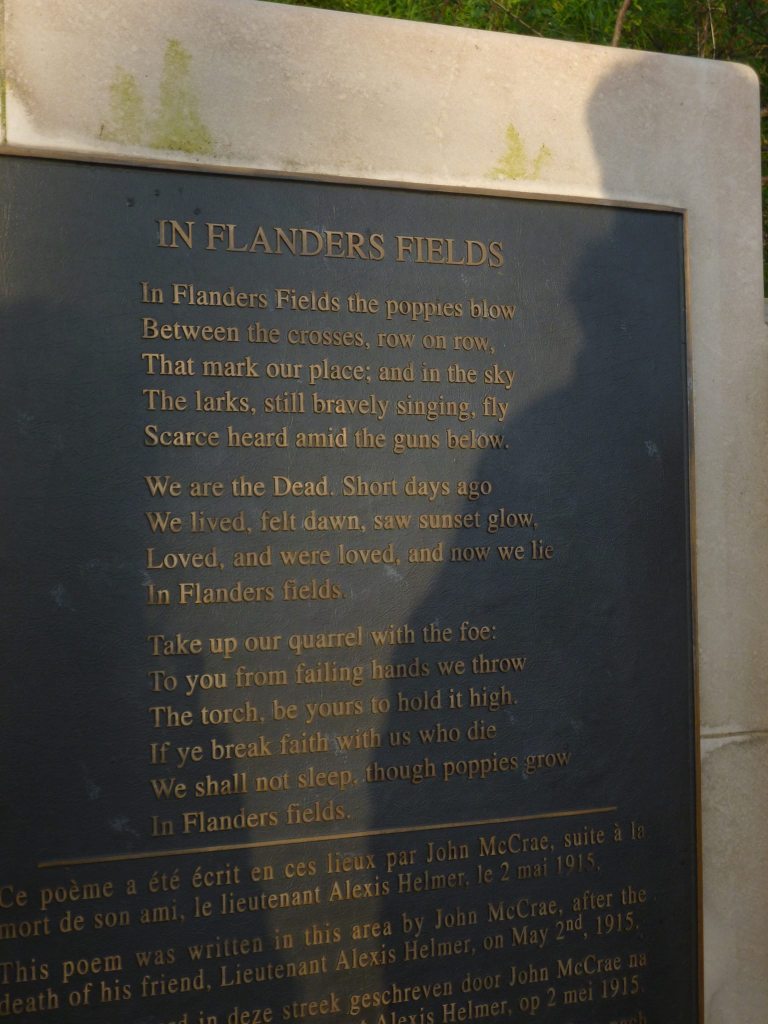 IN FLANDERS FIELDS
In Flanders Fields the poppies blow
Between the crosses, row on row,
That mark our place; and in the sky
The larks, still bravely singing, fly
Scarce heard amid the guns below.
We are the Dead. Short days ago
We lived, felt dawn, saw sunset glow,
Loved, and were loved, and now we lie
In Flanders fields.
Take up our quarrel with the foe:
To you from failing hands we throw
The torch, be yours to hold it high.
If ye break faith with us who die
We shall not sleep, though poppies grow
In Flanders fields.
Ce poème a été écrit en ces lieux par John McCrae, suite à la
mort de son ami, le lieutenant Alexis Helmer, le 2 mai 1915.
This poem was written in this area by John McCrae, after the
death of his friend, Lieutenant Alexis Helmer, on May 2nd, 1915.
in deze streek geschreven door John McCrae na
Alexis Helmer, op 2 mei 1915.